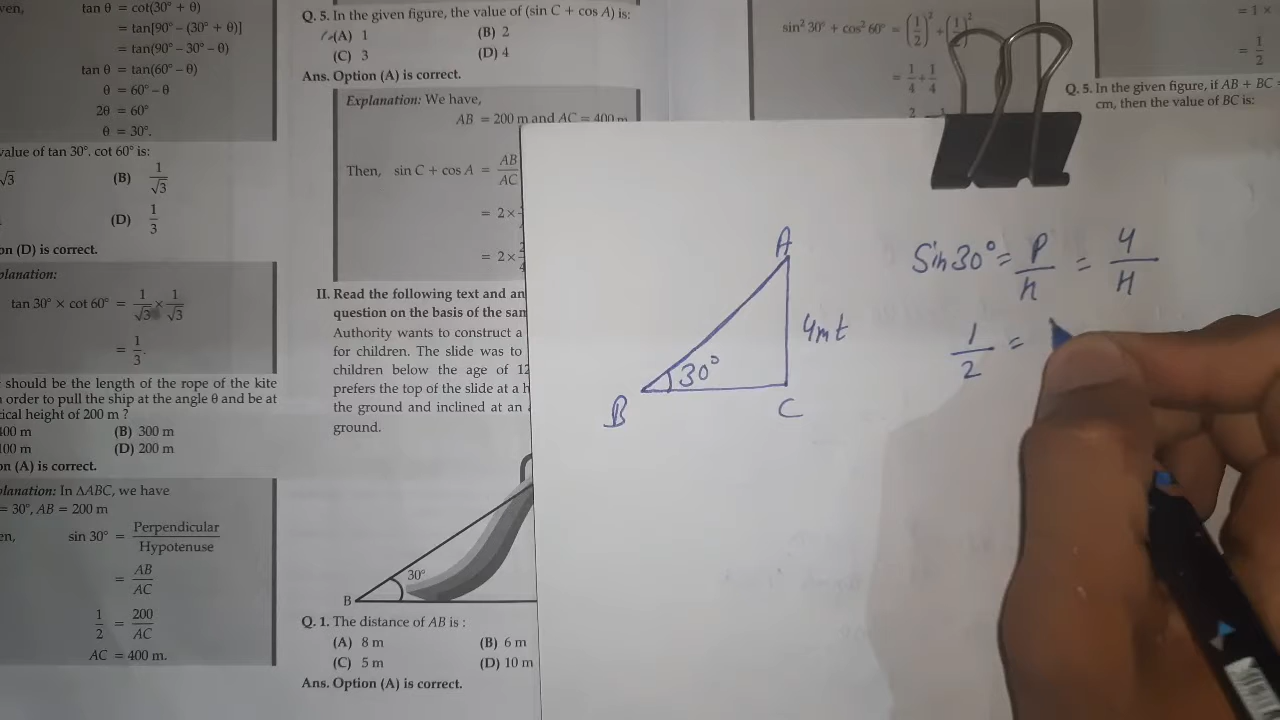 ven, tan θ = cot(30° + θ)
= tan[90° − (30° + θ)]
= tan(90° − 30° − θ)
tan θ = tan(60° − θ)
θ = 60° − θ
2θ = 60°
θ = 30°.
value of tan 30°. cot 60° is:
√3 (B) 1/√3
(D) 1/3
on (D) is correct.
planation:
tan 30° × cot 60° = 1/√3 × 1/√3
= 1/3.
should be the length of the rope of the kite
order to pull the ship at the angle θ and be at
tical height of 200 m ?
400 m (B) 300 m
100 m (D) 200 m
on (A) is correct.
planation: In ΔABC, we have
= 30°, AB = 200 m
en, sin 30° = Perpendicular/Hypotenuse
= AB/AC
1/2 = 200/AC
AC = 400 m.
Q. 5. In the given figure, the value of (sin C + cos A) is:
(A) 1 (B) 2
(C) 3 (D) 4
Ans. Option (A) is correct.
Explanation: We have,
AB = 200 m and AC = 400 m
Then, sin C + cos A = AB/AC
= 2 ×
= 2 ×
II. Read the following text and an
question on the basis of the sam
Authority wants to construct a
for children. The slide was to
children below the age of 12
prefers the top of the slide at a h
the ground and inclined at an
ground.
30°
B
Q. 1. The distance of AB is :
(A) 8 m (B) 6 m
(C) 5 m (D) 10 m
Ans. Option (A) is correct.
sin² 30° + cos² 60° = (1/2)² + (1/2)²
= 1/4 + 1/4
2 1
= 1 ×
= 1/2
Q. 5. In the given figure, if AB + BC =
cm, then the value of BC is:
A
4mt
30°
B C
Sin30° = P/h = 4/H
1/2 =